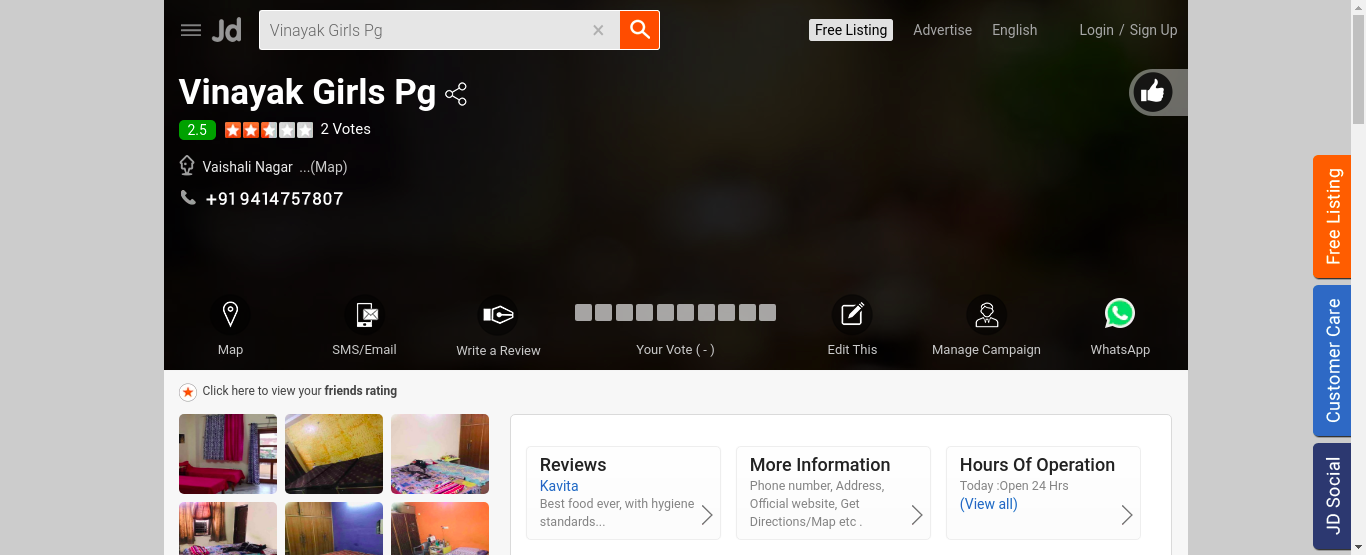 Jd
Vinayak Girls Pg
Free Listing
Advertise
English
Login / Sign Up
Vinayak Girls Pg
2.5
2 Votes
Vaishali Nagar ...(Map)
+91 9414757807
Map
SMS/Email
Write a Review
Your Vote ( - )
Edit This
Manage Campaign
WhatsApp
Click here to view your friends rating
Reviews
Kavita
Best food ever, with hygiene
standards...
More Information
Phone number, Address,
Official website, Get
Directions/Map etc .
Hours Of Operation
Today :Open 24 Hrs
(View all)
Free Listing
Customer Care
JD Social